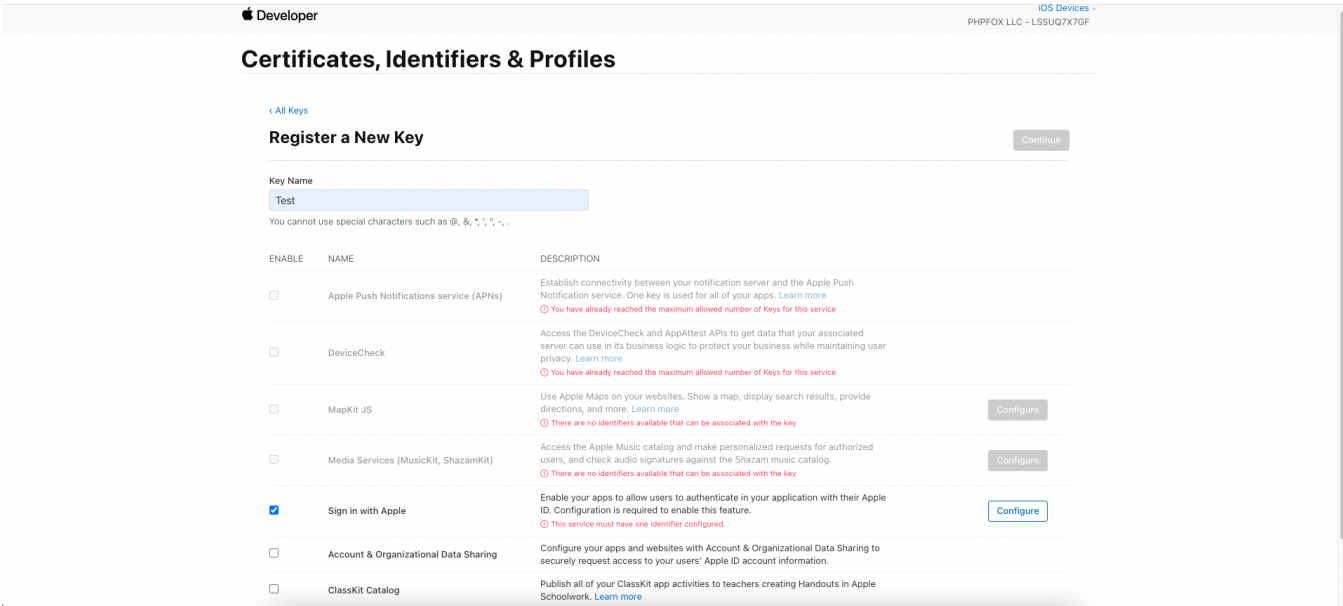 Developer
iOS Devices
PHPFOX LLC - LSSUQ7X7GF
Certificates, Identifiers & Profiles
‹ All Keys
Register a New Key
Continue
Key Name
Test
You cannot use special characters such as @, &, *, ', ", -, .
ENABLE NAME DESCRIPTION
Apple Push Notifications service (APNs)
Establish connectivity between your notification server and the Apple Push
Notification service. One key is used for all of your apps. Learn more
You have already reached the maximum allowed number of Keys for this service
DeviceCheck
Access the DeviceCheck and AppAttest APIs to get data that your associated
server can use in its business logic to protect your business while maintaining user
privacy. Learn more
You have already reached the maximum allowed number of Keys for this service
MapKit JS
Use Apple Maps on your websites. Show a map, display search results, provide
directions, and more. Learn more
There are no identifiers available that can be associated with the key
Configure
Media Services (MusicKit, ShazamKit)
Access the Apple Music catalog and make personalized requests for authorized
users, and check audio signatures against the Shazam music catalog.
There are no identifiers available that can be associated with the key
Configure
Sign in with Apple
Enable your apps to allow users to authenticate in your application with their Apple
ID. Configuration is required to enable this feature.
This service must have one identifier configured.
Configure
Account & Organizational Data Sharing
Configure your apps and websites with Account & Organizational Data Sharing to
securely request access to your users' Apple ID account information.
ClassKit Catalog
Publish all of your ClassKit app activities to teachers creating Handouts in Apple
Schoolwork. Learn more